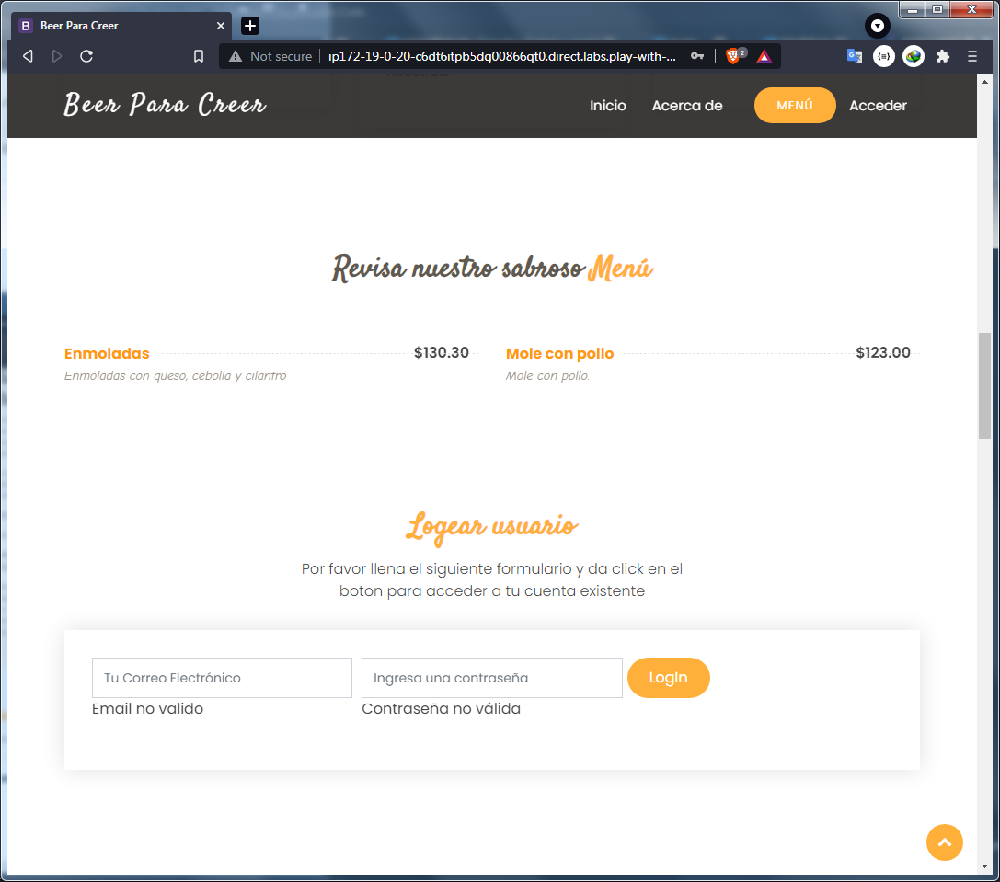 Beer Para Creer
Not secure
ip172-19-0-20-c6dt6itpb5dg00866qt0.direct.labs.play-with-...
2
nosotros.
Beer Para Creer
Inicio
Acerca de
MENÚ
Acceder
Revisa nuestro sabroso Menú
Enmoladas $130.30
Enmoladas con queso, cebolla y cilantro
Mole con pollo $123.00
Mole con pollo.
Logear usuario
Por favor llena el siguiente formulario y da click en el
boton para acceder a tu cuenta existente
Tu Correo Electrónico
Ingresa una contraseña
LogIn
Email no valido
Contraseña no válida